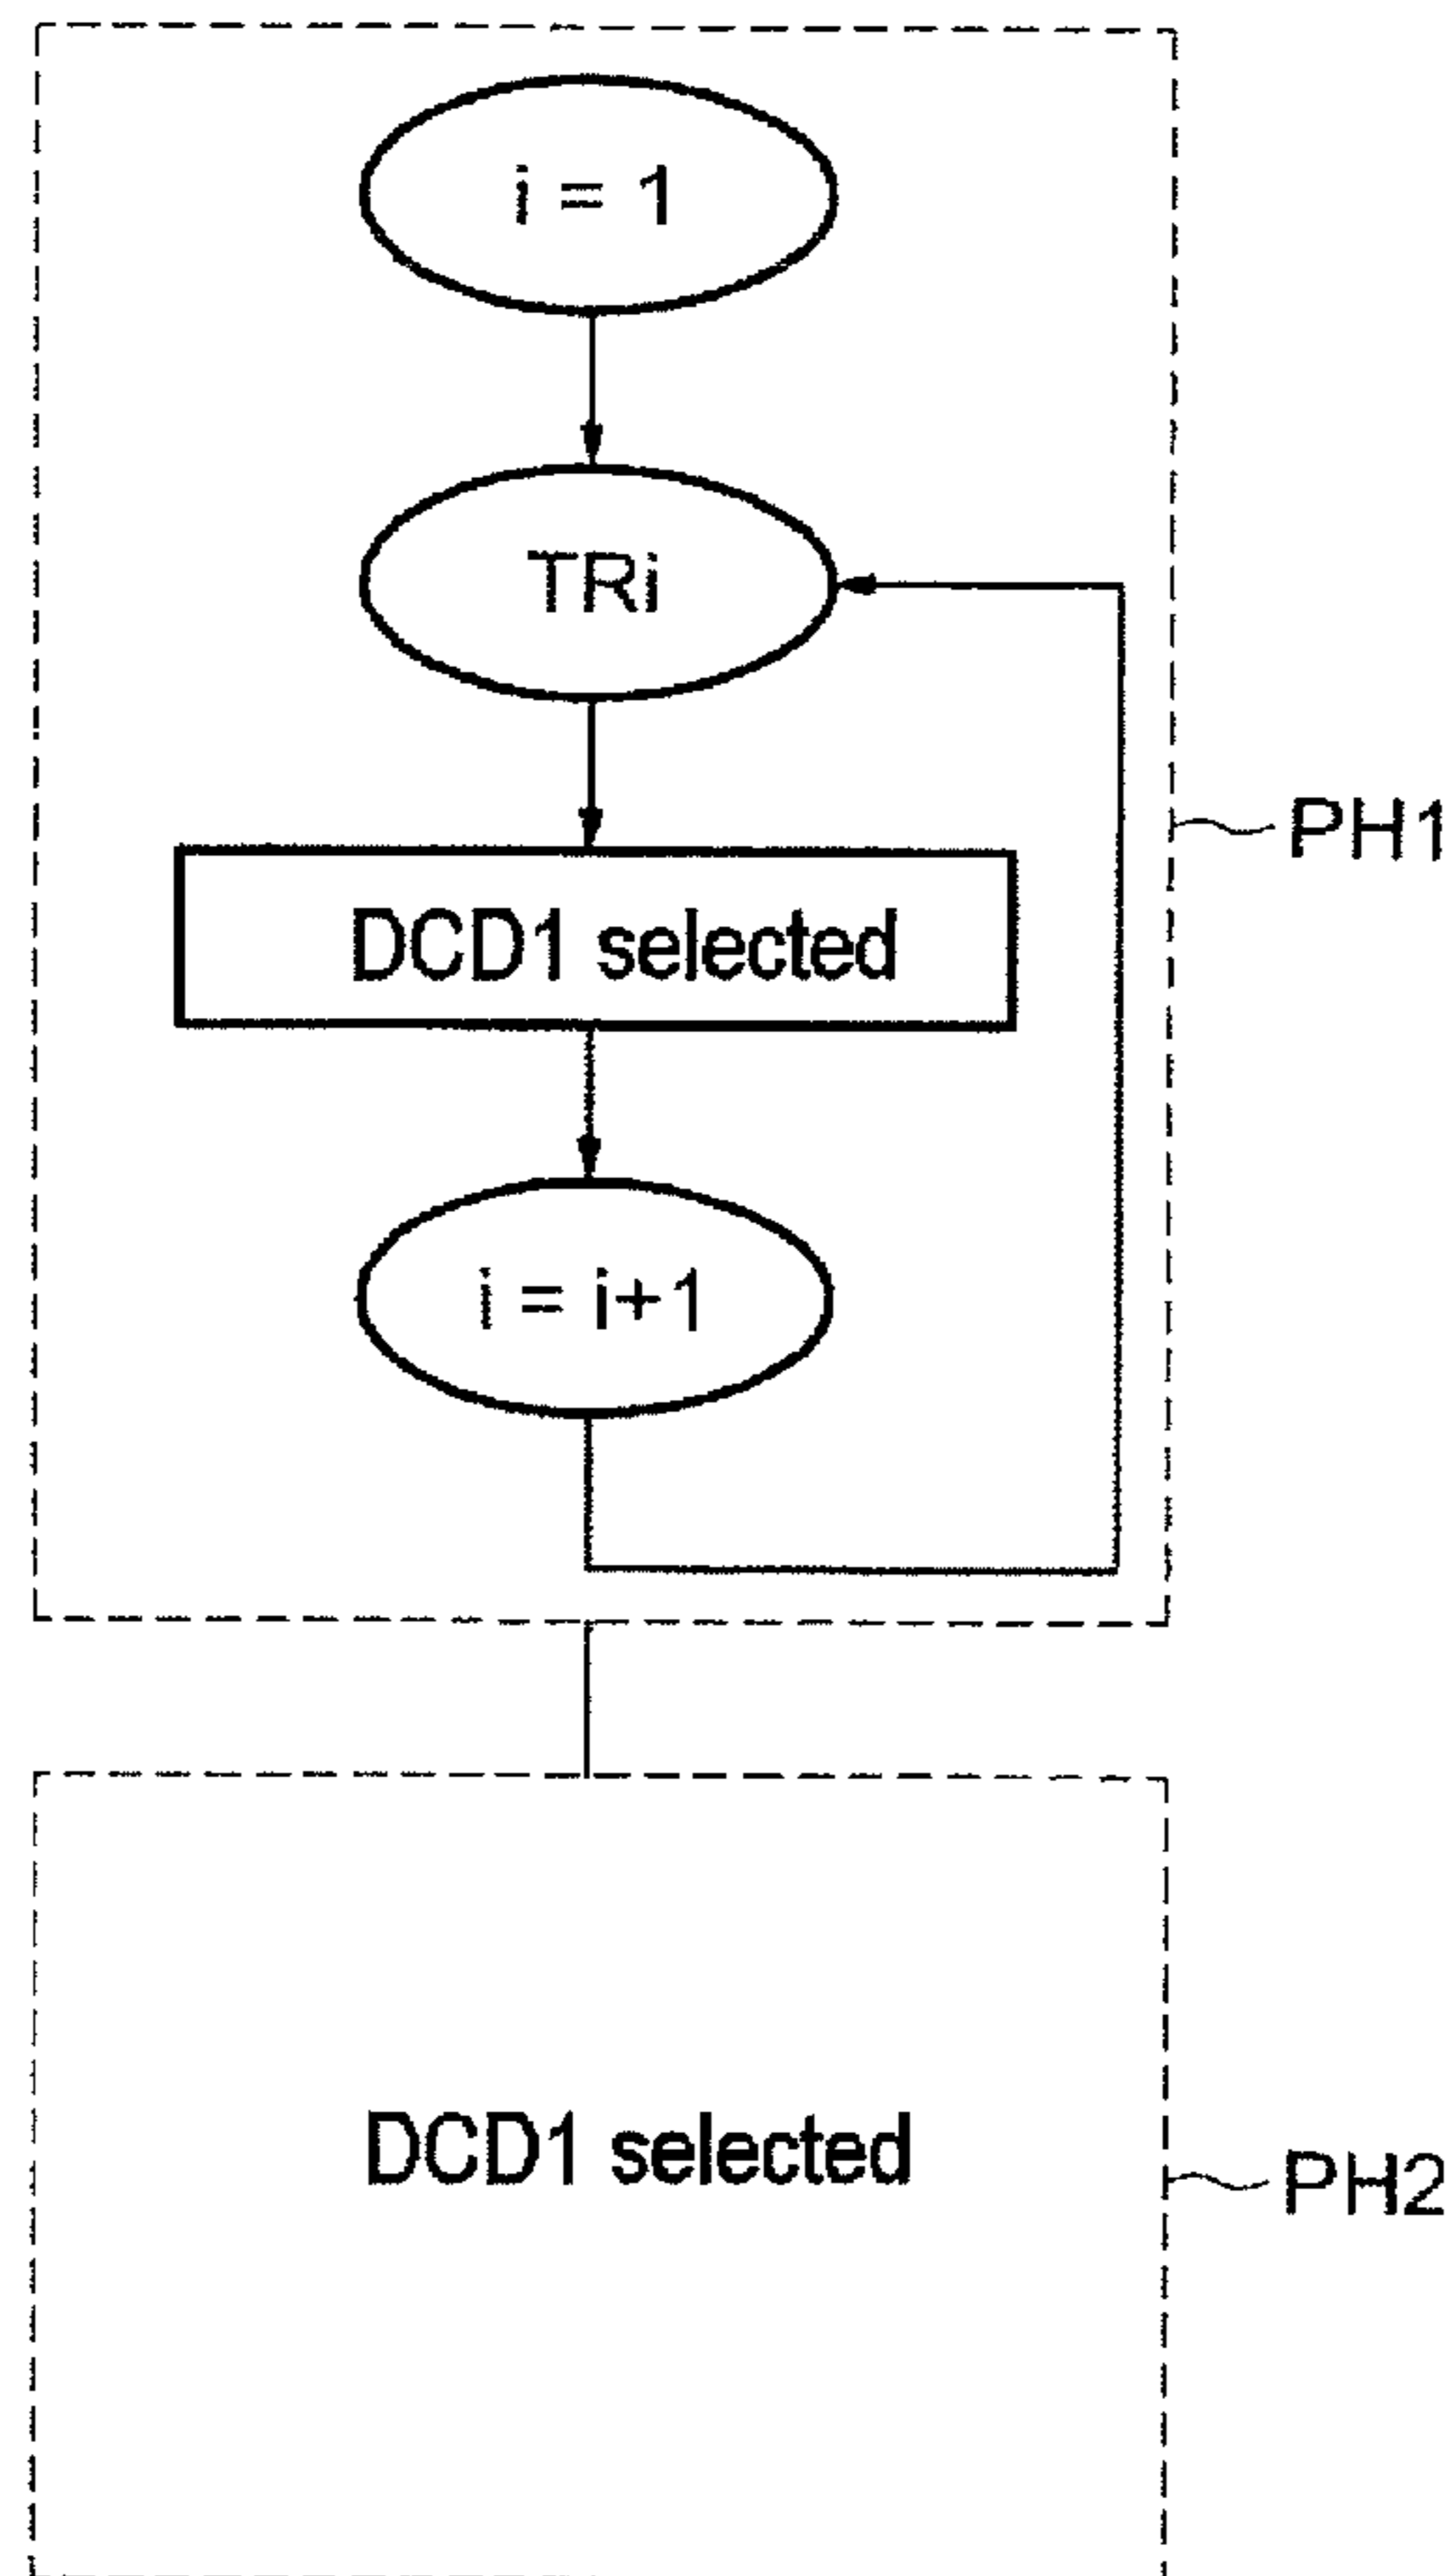 i = 1
TRi
PH1
DCD1 selected
i = i+1
DCD1 selected
PH2